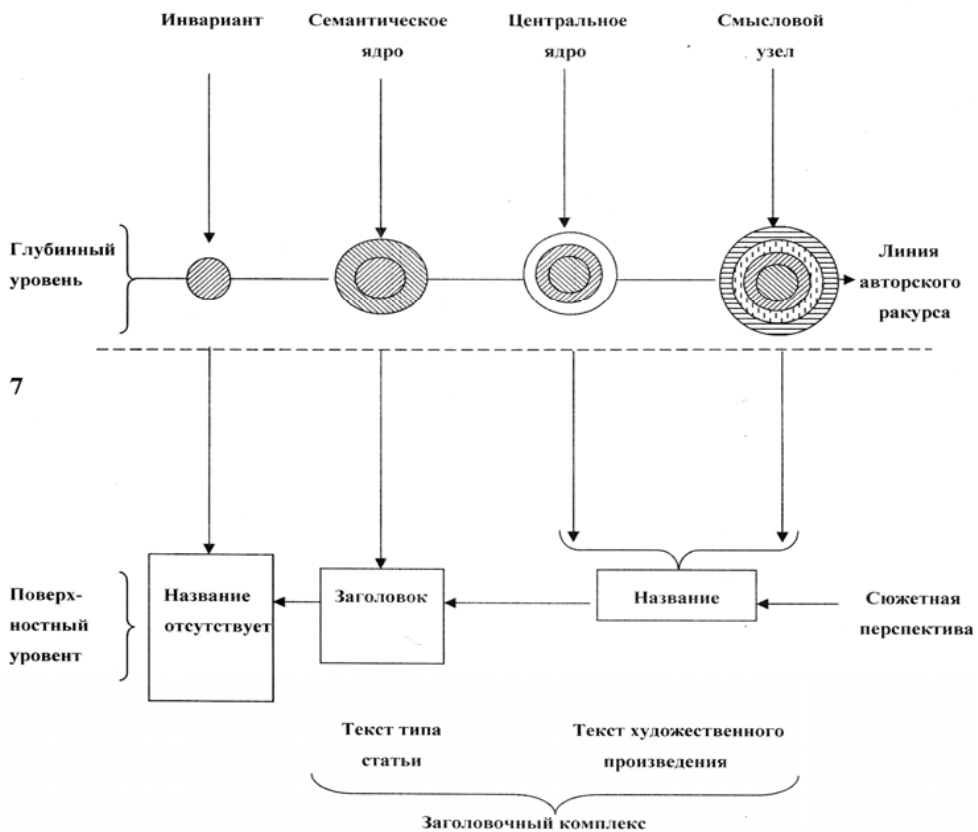 Инвариант Семантическое Центральное Смысловой
ядро ядро узел
Глубинный
уровень
Линия
авторского
ракурса
7
Поверх-
ностный
уровент
Название
отсутствует
Заголовок
Название
Сюжетная
перспектива
Текст типа
статьи
Текст художественного
произведения
Заголовочный комплекс